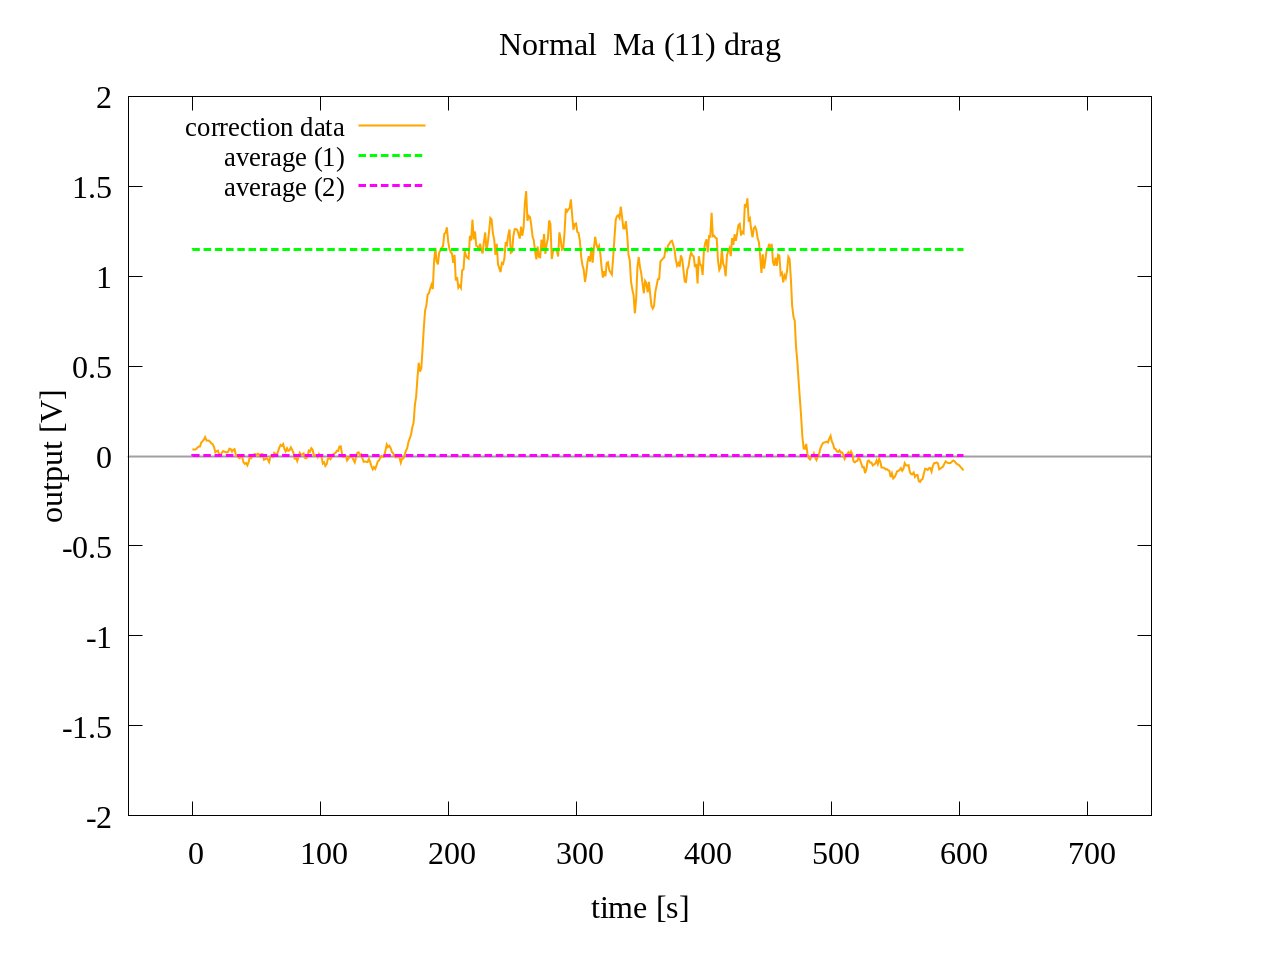 Normal  Ma (11) drag
correction data
average (1)
average (2)
2
1.5
1
0.5
0
-0.5
-1
-1.5
-2
output [V]
0 100 200 300 400 500 600 700
time [s]